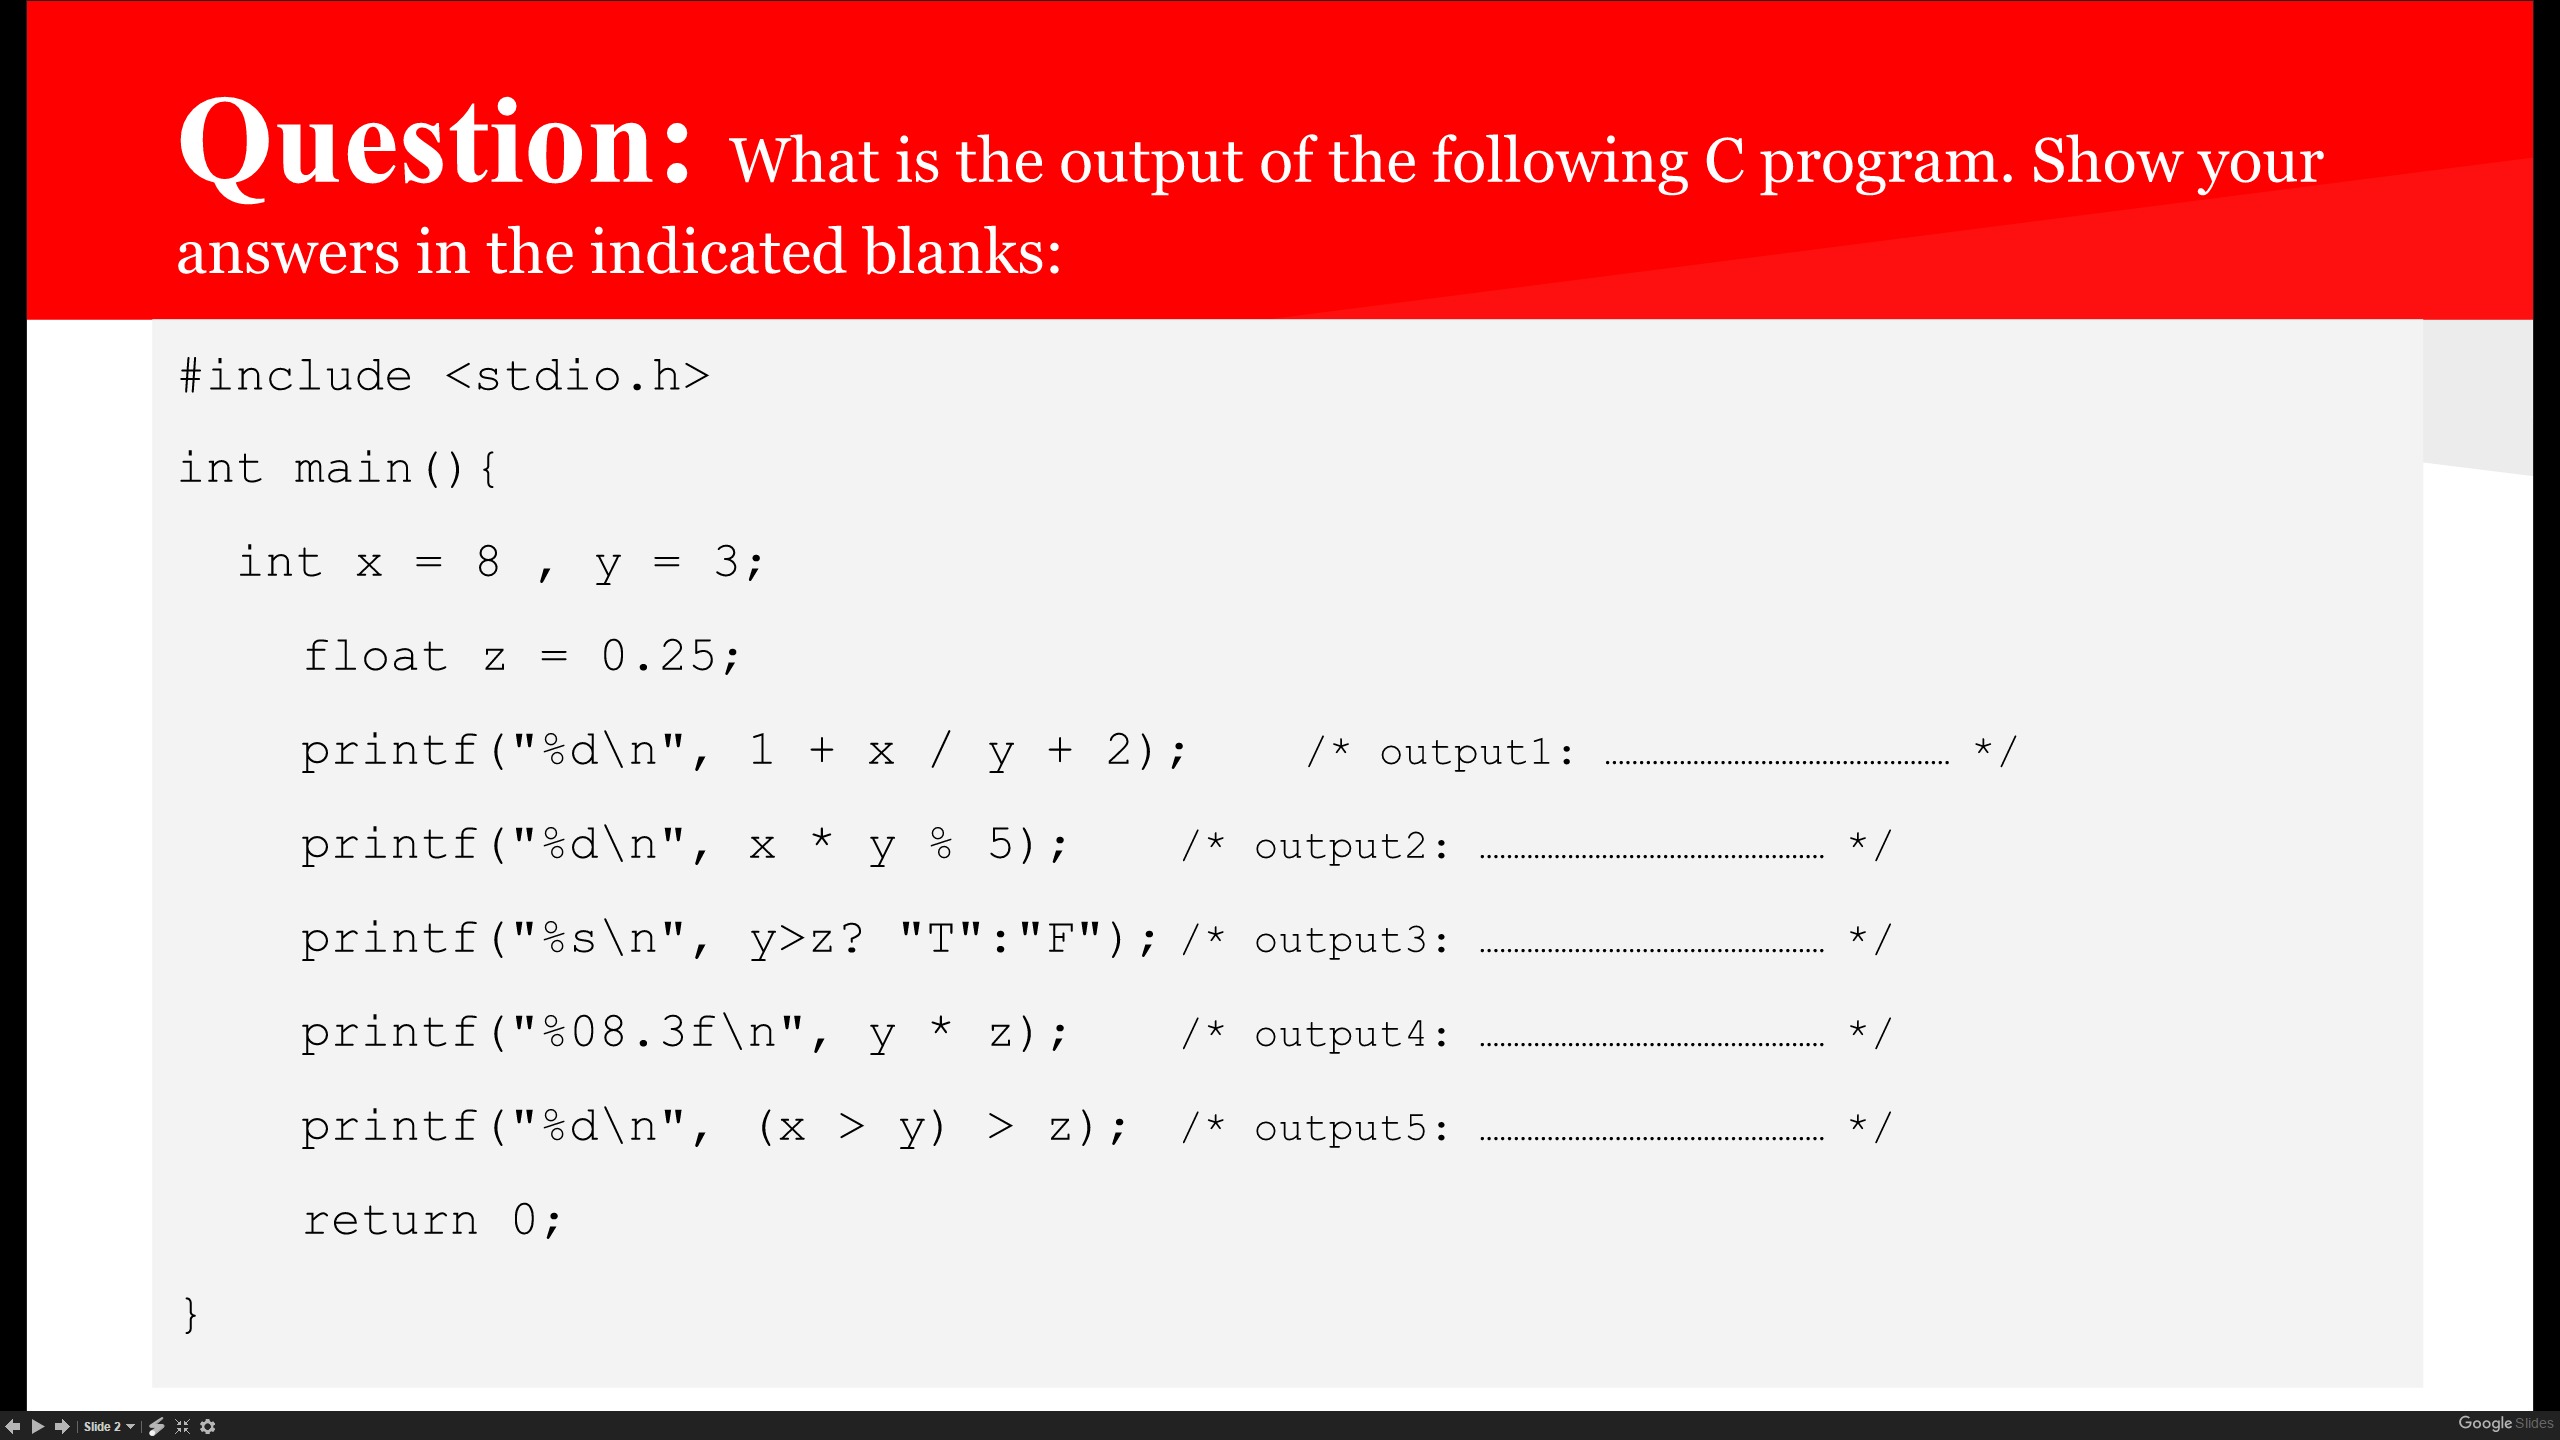 Question: What is the output of the following C program. Show your
answers in the indicated blanks:
#include <stdio.h>
int main(){
int x = 8 , y = 3;
float z = 0.25;
printf("%d\n", 1 + x / y + 2); /* output1: .................................................. */
printf("%d\n", x * y % 5); /* output2: .................................................. */
printf("%s\n", y>z? "T":"F"); /* output3: .................................................. */
printf("%08.3f\n", y * z); /* output4: .................................................. */
printf("%d\n", (x > y) > z); /* output5: .................................................. */
return 0;
}
Slide 2
Google Slides